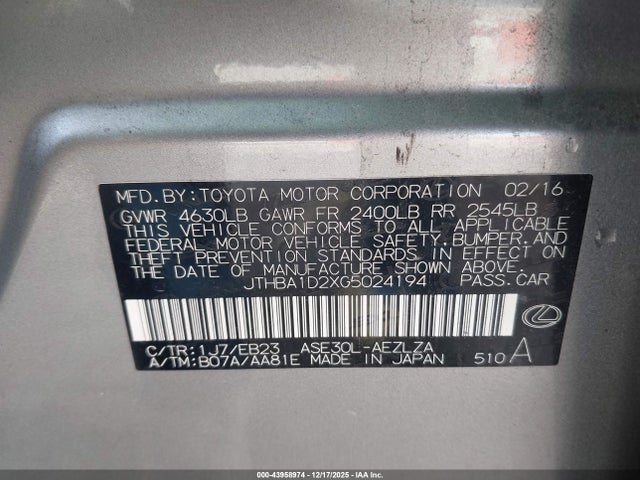 MFD.BY:TOYOTA MOTOR CORPORATION 02/16
GVWR 4630LB GAWR FR 2400LB RR 2545LB
THIS VEHICLE CONFORMS TO ALL APPLICABLE
FEDERAL MOTOR VEHICLE SAFETY,BUMPER,AND
THEFT PREVENTION STANDARDS IN EFFECT ON
THE DATE OF MANUFACTURE SHOWN ABOVE.
JTHBA1D2XG5024194 PASS.CAR
C/TR:1J7/EB23 ASE30L-AEZLZA
A/TM:B07A/AA81E MADE IN JAPAN 510A
000-43958974 | 12/17/2025 - Copart, Inc.